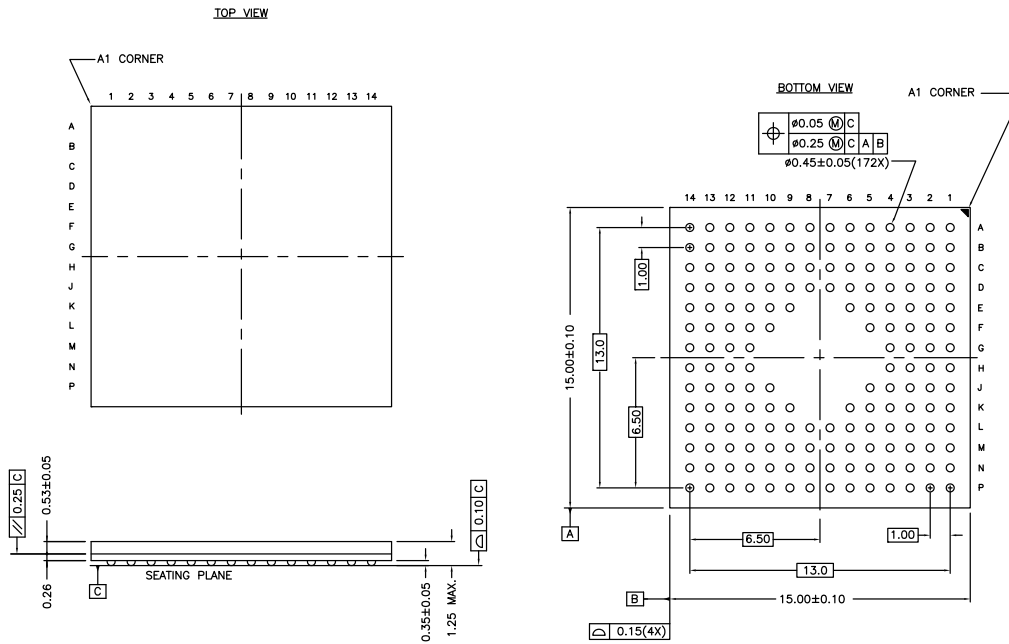 TOP VIEW
A1 CORNER
1 2 3 4 5 6 7 8 9 10 11 12 13 14
A
B
C
D
E
F
G
H
J
K
L
M
N
P
BOTTOM VIEW
A1 CORNER
ø0.05 Ⓜ C
ø0.25 Ⓜ C A B
ø0.45±0.05(172X)
14 13 12 11 10 9 8 7 6 5 4 3 2 1
A
B
C
D
E
F
G
H
J
K
L
M
N
P
1.00
13.0
15.00±0.10
6.50
A
6.50
1.00
13.0
B
15.00±0.10
0.15(4X)
0.25 C
0.53±0.05
0.26
C
SEATING PLANE
0.35±0.05
1.25 MAX.
0.10 C